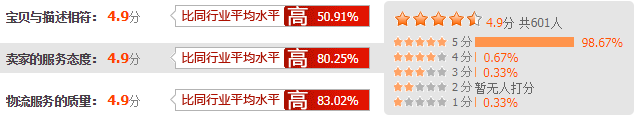 宝贝与描述相符： 4.9分 比同行业平均水平 高 50.91%
卖家的服务态度： 4.9分 比同行业平均水平 高 80.25%
物流服务的质量： 4.9分 比同行业平均水平 高 83.02%
4.9分 共601人
5分 98.67%
4分 0.67%
3分 0.33%
2分 暂无人打分
1分 0.33%